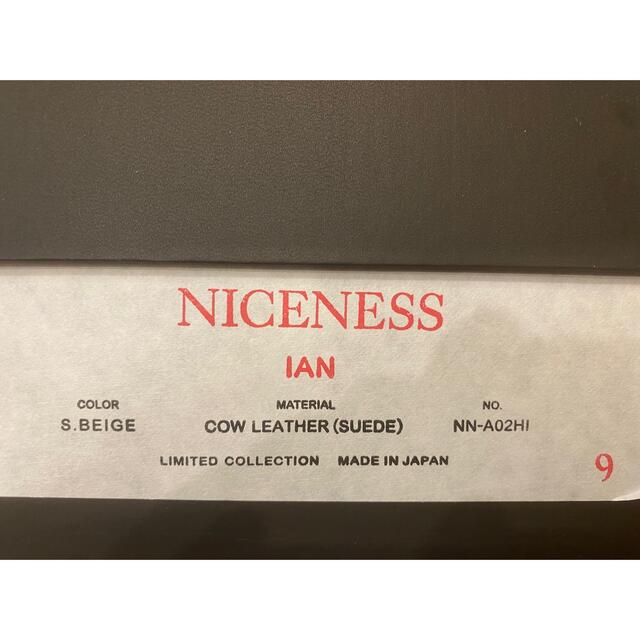 NICENESS
IAN
COLOR MATERIAL NO.
S.BEIGE COW LEATHER (SUEDE) NN-A02HI
LIMITED COLLECTION MADE IN JAPAN
9